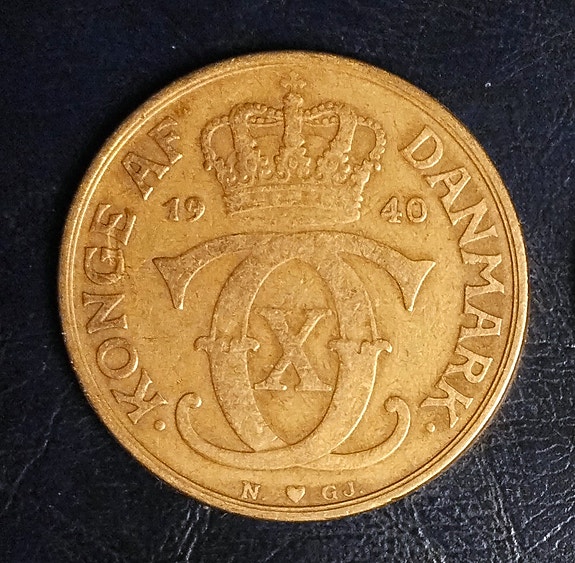 · KONGE AF DANMARK ·
19 40
X
N. ♥ GJ.